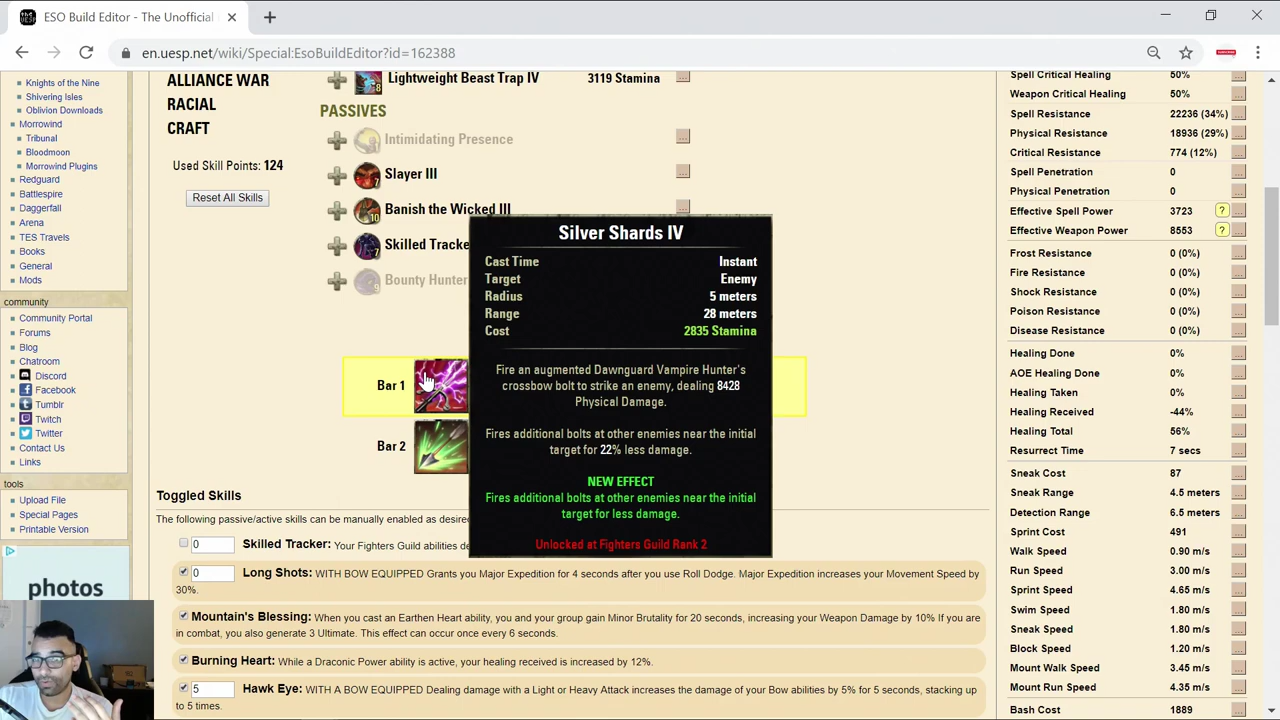 the UESP
ESO Build Editor - The Unofficial
en.uesp.net/wiki/Special:EsoBuildEditor?id=162388
Knights of the Nine
Shivering Isles
Oblivion Downloads
Morrowind
Tribunal
Bloodmoon
Morrowind Plugins
Redguard
Battlespire
Daggerfall
Arena
TES Travels
Books
General
Mods
community
Community Portal
Forums
Blog
Chatroom
Discord
Facebook
Tumblr
Twitch
Twitter
Contact Us
Links
tools
Upload File
Special Pages
Printable Version
photos
ALLIANCE WAR
RACIAL
CRAFT
Used Skill Points: 124
Reset All Skills
8 Lightweight Beast Trap IV 3119 Stamina ...
PASSIVES
Intimidating Presence ...
7 Slayer III ...
10 Banish the Wicked III ...
7 Skilled Tracke
8 Bounty Hunter
Silver Shards IV
Cast Time Instant
Target Enemy
Radius 5 meters
Range 28 meters
Cost 2835 Stamina
Fire an augmented Dawnguard Vampire Hunter's
crossbow bolt to strike an enemy, dealing 8428
Physical Damage.
Fires additional bolts at other enemies near the initial
target for 22% less damage.
NEW EFFECT
Fires additional bolts at other enemies near the initial
target for less damage.
Unlocked at Fighters Guild Rank 2
Bar 1
Bar 2
Toggled Skills
The following passive/active skills can be manually enabled as desired
0 Skilled Tracker: Your Fighters Guild abilities de
0 Long Shots: WITH BOW EQUIPPED Grants you Major Expedition for 4 seconds after you use Roll Dodge. Major Expedition increases your Movement Speed by
30%.
Mountain's Blessing: When you cast an Earthen Heart ability, you and your group gain Minor Brutality for 20 seconds, increasing your Weapon Damage by 10% If you are
in combat, you also generate 3 Ultimate. This effect can occur once every 6 seconds.
Burning Heart: While a Draconic Power ability is active, your healing received is increased by 12%.
5 Hawk Eye: WITH A BOW EQUIPPED Dealing damage with a Light or Heavy Attack increases the damage of your Bow abilities by 5% for 5 seconds, stacking
up to 5 times.
Spell Critical Healing 50% ...
Weapon Critical Healing 50% ...
Spell Resistance 22236 (34%) ...
Physical Resistance 18936 (29%) ...
Critical Resistance 774 (12%) ...
Spell Penetration 0 ...
Physical Penetration 0 ...
Effective Spell Power 3723 ? ...
Effective Weapon Power 8553 ? ...
Frost Resistance 0 (0%) ...
Fire Resistance 0 (0%) ...
Shock Resistance 0 (0%) ...
Poison Resistance 0 (0%) ...
Disease Resistance 0 (0%) ...
Healing Done 0% ...
AOE Healing Done 0% ...
Healing Taken 0% ...
Healing Received -44% ...
Healing Total 56% ...
Resurrect Time 7 secs ...
Sneak Cost 87 ...
Sneak Range 4.5 meters ...
Detection Range 6.5 meters ...
Sprint Cost 491 ...
Walk Speed 0.90 m/s ...
Run Speed 3.00 m/s ...
Sprint Speed 4.65 m/s ...
Swim Speed 1.80 m/s ...
Sneak Speed 1.80 m/s ...
Block Speed 1.20 m/s ...
Mount Walk Speed 3.45 m/s ...
Mount Run Speed 4.35 m/s ...
Bash Cost 1889 ...